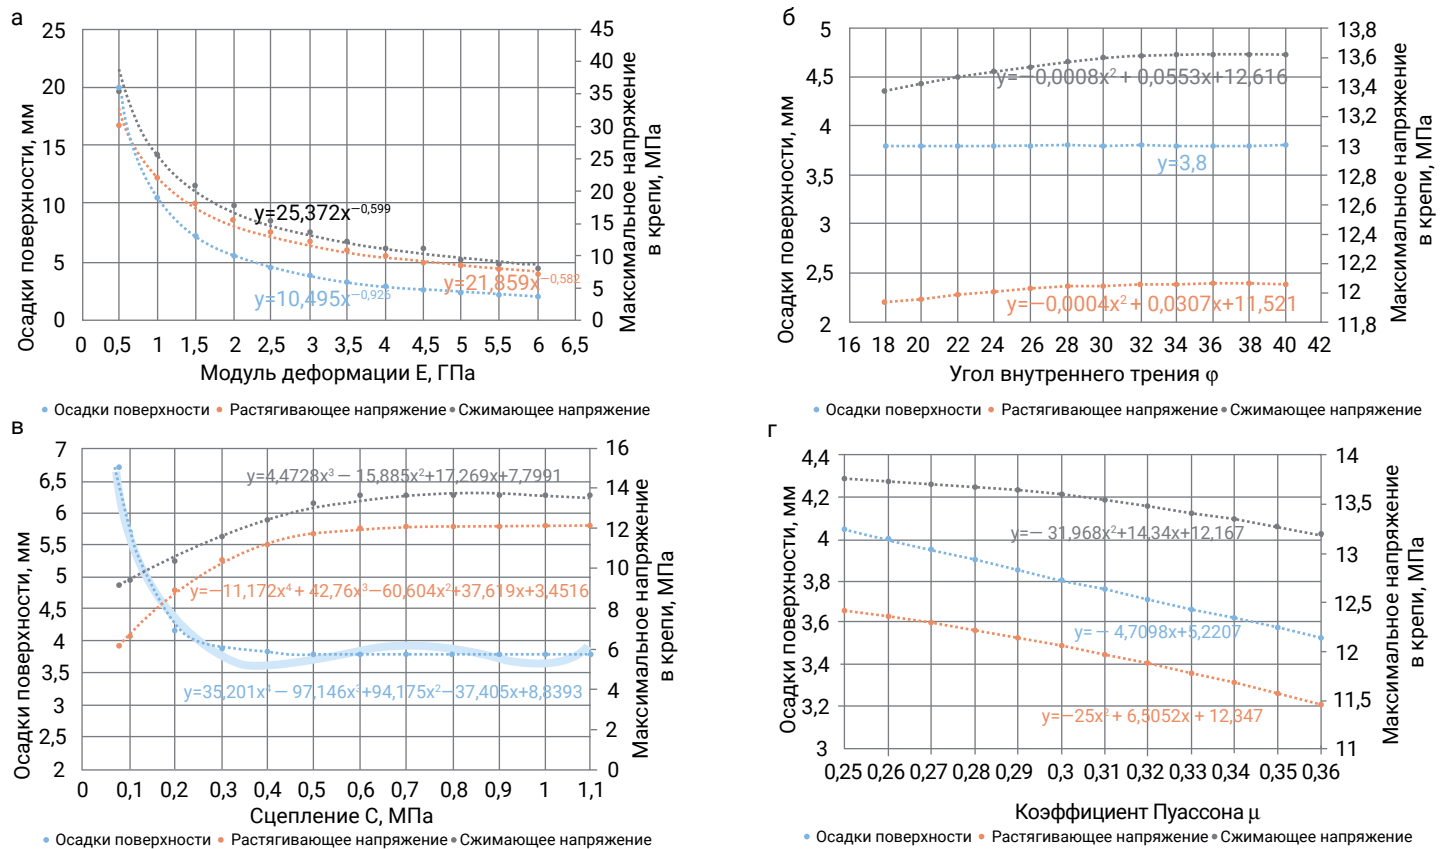 а
25
20
15
10
5
0
Осадки поверхности, мм
45
40
35
30
25
20
15
10
5
0
Максимальное напряжение
в крепи, МПа
y=25,372x⁻⁰,⁵⁹⁹
y=21,859x⁻⁰,⁵⁸²
y=10,495x⁻⁰,⁹²⁵
0 0,5 1 1,5 2 2,5 3 3,5 4 4,5 5 5,5 6 6,5
Модуль деформации Е, ГПа
Осадки поверхности Растягивающее напряжение Сжимающее напряжение
б
5
4,5
4
3,5
3
2,5
2
Осадки поверхности, мм
13,8
13,6
13,4
13,2
13
12,8
12,6
12,4
12,2
12
11,8
Максимальное напряжение
в крепи, МПа
y=−0,0008x² + 0,0553x+12,616
y=3,8
y=−0,0004x² + 0,0307x+11,521
16 18 20 22 24 26 28 30 32 34 36 38 40 42
Угол внутреннего трения φ
Осадки поверхности Растягивающее напряжение Сжимающее напряжение
в
7
6,5
6
5,5
5
4,5
4
3,5
3
2,5
2
Осадки поверхности, мм
16
14
12
10
8
6
4
2
0
Максимальное напряжение
в крепи, МПа
y=4,4728x³ − 15,885x²+17,269x+7,7991
y=−11,172x⁴ + 42,76x³−60,604x²+37,619x+3,4516
y=35,201x⁴ − 97,146x³+94,175x²−37,405x+8,8393
0 0,1 0,2 0,3 0,4 0,5 0,6 0,7 0,8 0,9 1 1,1
Сцепление С, МПа
Осадки поверхности Растягивающее напряжение Сжимающее напряжение
г
4,4
4,2
4
3,8
3,6
3,4
3,2
3
Осадки поверхности, мм
14
13,5
13
12,5
12
11,5
11
Максимальное напряжение
в крепи, МПа
y=− 31,968x²+14,34x+12,167
y=− 4,7098x+5,2207
y=−25x² + 6,5052x + 12,347
0,25 0,26 0,27 0,28 0,29 0,3 0,31 0,32 0,33 0,34 0,35 0,36
Коэффициент Пуассона μ
Осадки поверхности Растягивающее напряжение Сжимающее напряжение